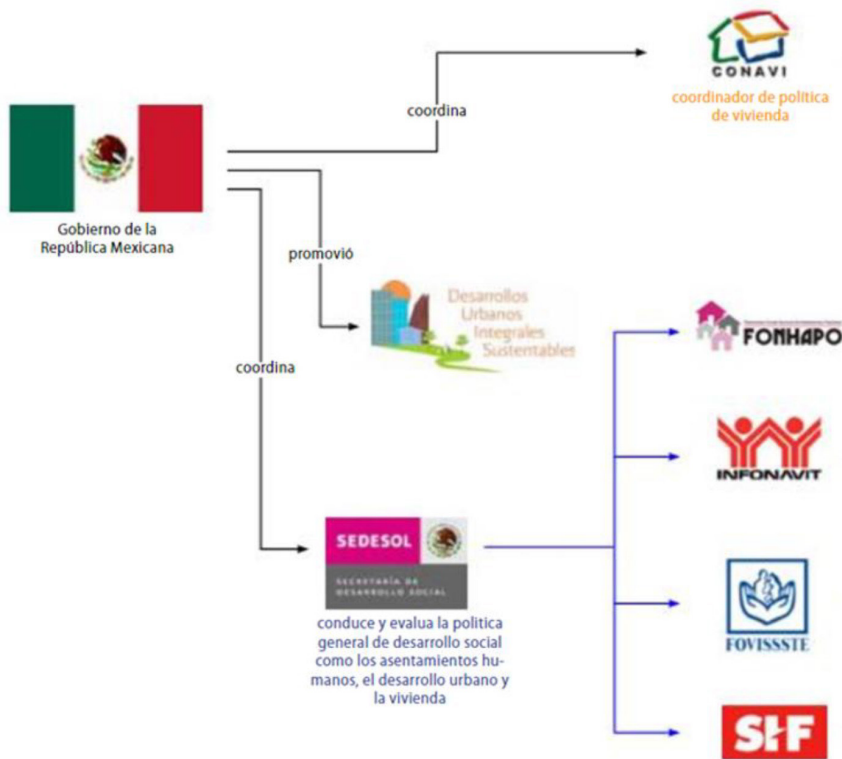 CONAVI
coordinador de política
de vivienda
coordina
Gobierno de la
República Mexicana
promovió
Desarrollos
Urbanos
Integrales
Sustentables
FONHAPO
coordina
INFONAVIT
SEDESOL
SECRETARÍA DE
DESARROLLO SOCIAL
conduce y evalua la politica
general de desarrollo social
como los asentamientos hu-
manos, el desarrollo urbano y
la vivienda
FOVISSSTE
SHF